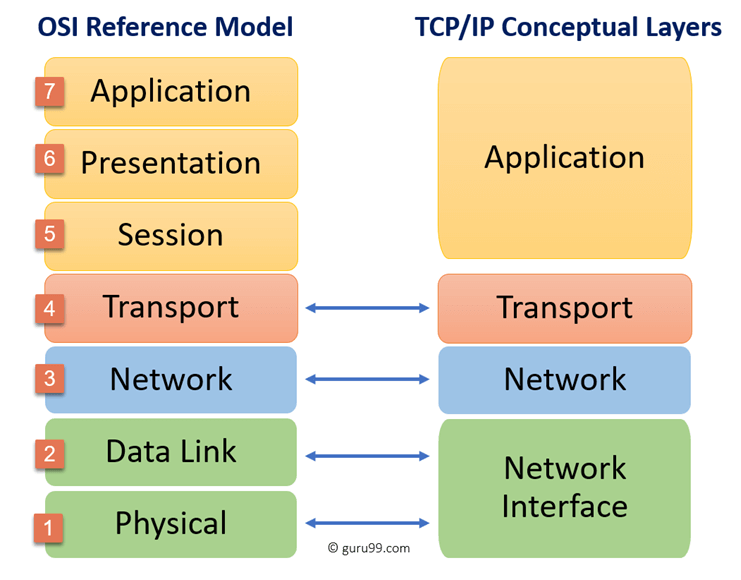 OSI Reference Model
TCP/IP Conceptual Layers
7 Application
6 Presentation
5 Session
Application
4 Transport
Transport
3 Network
Network
2 Data Link
1 Physical
Network
Interface
© guru99.com